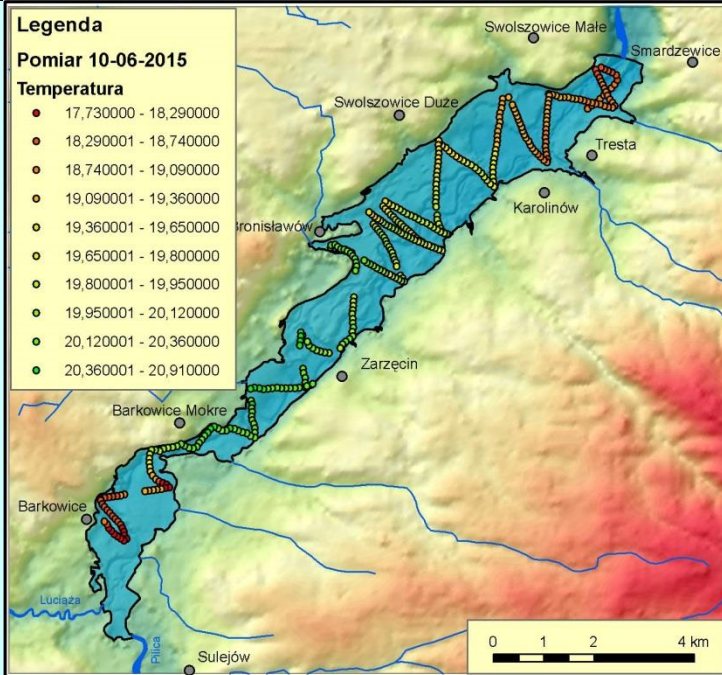 Legenda
Pomiar 10-06-2015
Temperatura
17,730000 - 18,290000
18,290001 - 18,740000
18,740001 - 19,090000
19,090001 - 19,360000
19,360001 - 19,650000
19,650001 - 19,800000
19,800001 - 19,950000
19,950001 - 20,120000
20,120001 - 20,360000
20,360001 - 20,910000
Swolszowice Małe
Smardzewice
Swolszowice Duże
Tresta
Karolinów
Bronisławów
Zarzęcin
Barkowice Mokre
Barkowice
Luciąża
Pilica
Sulejów
0 1 2 4 km